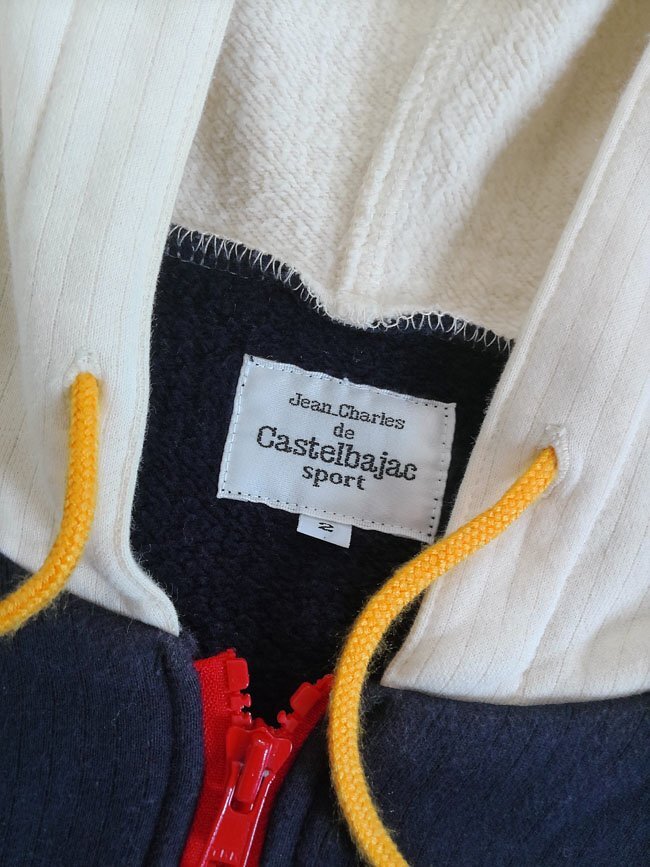 Jean_Charles
de
Castelbajac
sport
2